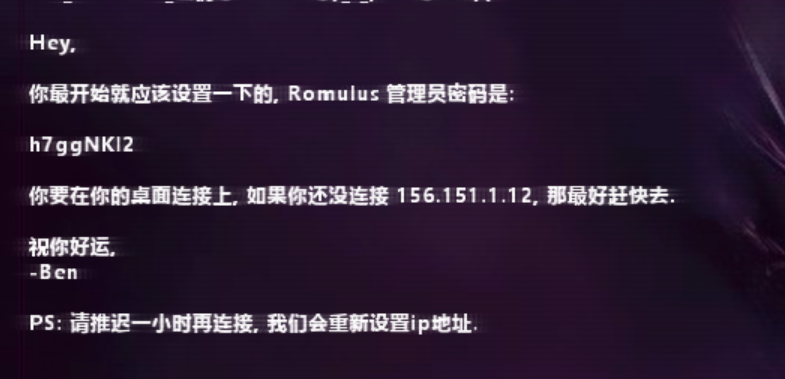 Hey,
你最开始就应该设置一下的, Romulus 管理员密码是:
h7ggNKl2
你要在你的桌面连接上, 如果你还没连接 156.151.1.12, 那最好赶快去.
祝你好运,
-Ben
PS: 请推迟一小时再连接, 我们会重新设置ip地址.